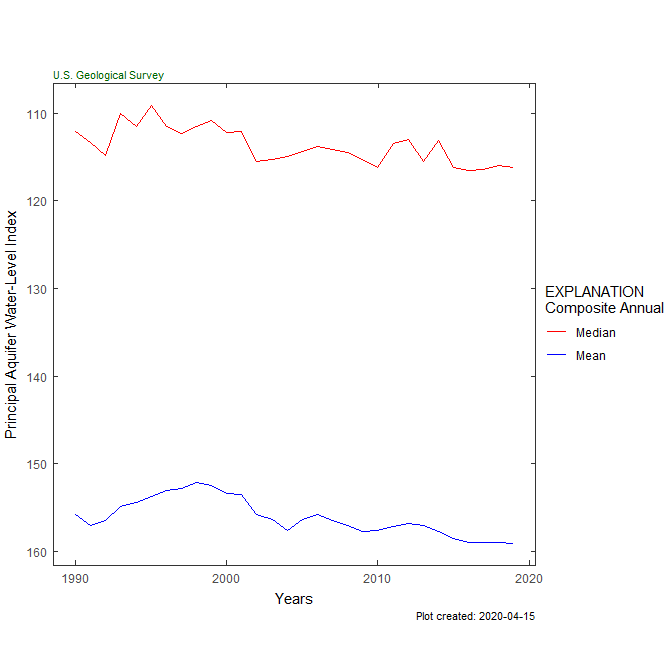 U.S. Geological Survey
Principal Aquifer Water-Level Index
110
120
130
140
150
160
1990
2000
2010
2020
Years
EXPLANATION
Composite Annual
Median
Mean
Plot created: 2020-04-15